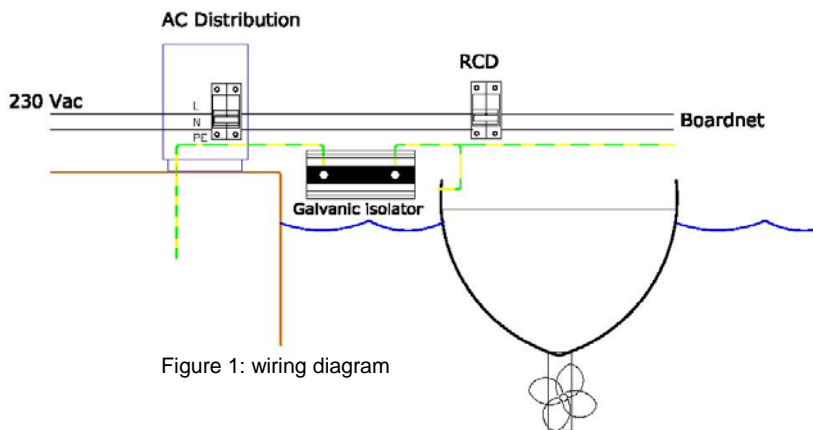 AC Distribution
RCD
230 Vac
L
N
PE
Boardnet
Galvanic isolator
Figure 1: wiring diagram